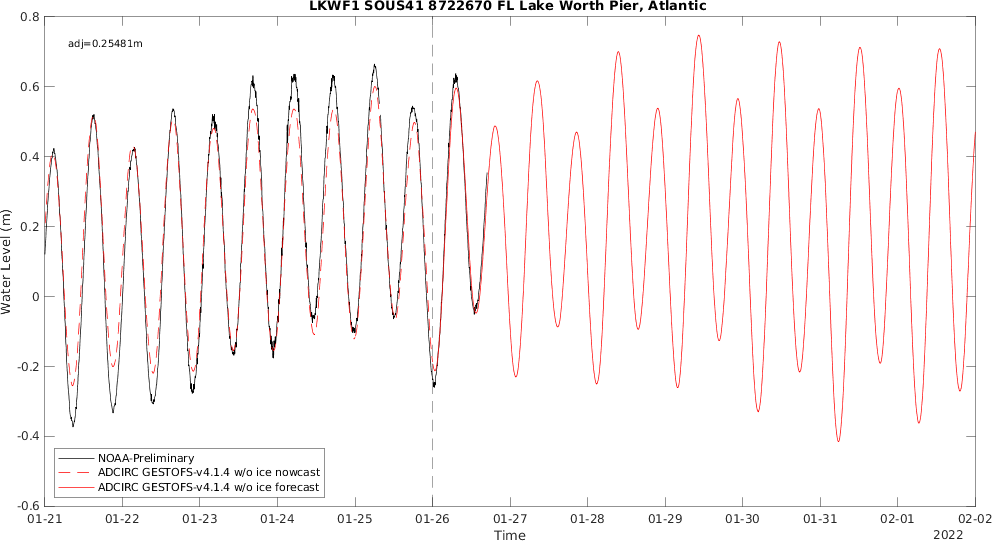 LKWF1 SOUS41 8722670 FL Lake Worth Pier, Atlantic
0.8
adj=0.25481m
0.6
0.4
0.2
Water Level (m)
0
-0.2
-0.4
NOAA-Preliminary
ADCIRC GESTOFS-v4.1.4 w/o ice nowcast
ADCIRC GESTOFS-v4.1.4 w/o ice forecast
-0.6
01-21 01-22 01-23 01-24 01-25 01-26 01-27 01-28 01-29 01-30 01-31 02-01 02-02
Time
2022